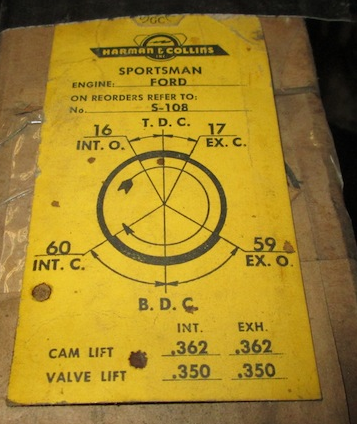 HARMAN & COLLINS
INC
SPORTSMAN
ENGINE: FORD
ON REORDERS REFER TO:
No. S-108
T. D. C.
16 17
INT. O. EX. C.
60 59
INT. C. EX. O.
B. D. C.
INT. EXH.
CAM LIFT .362 .362
VALVE LIFT .350 .350